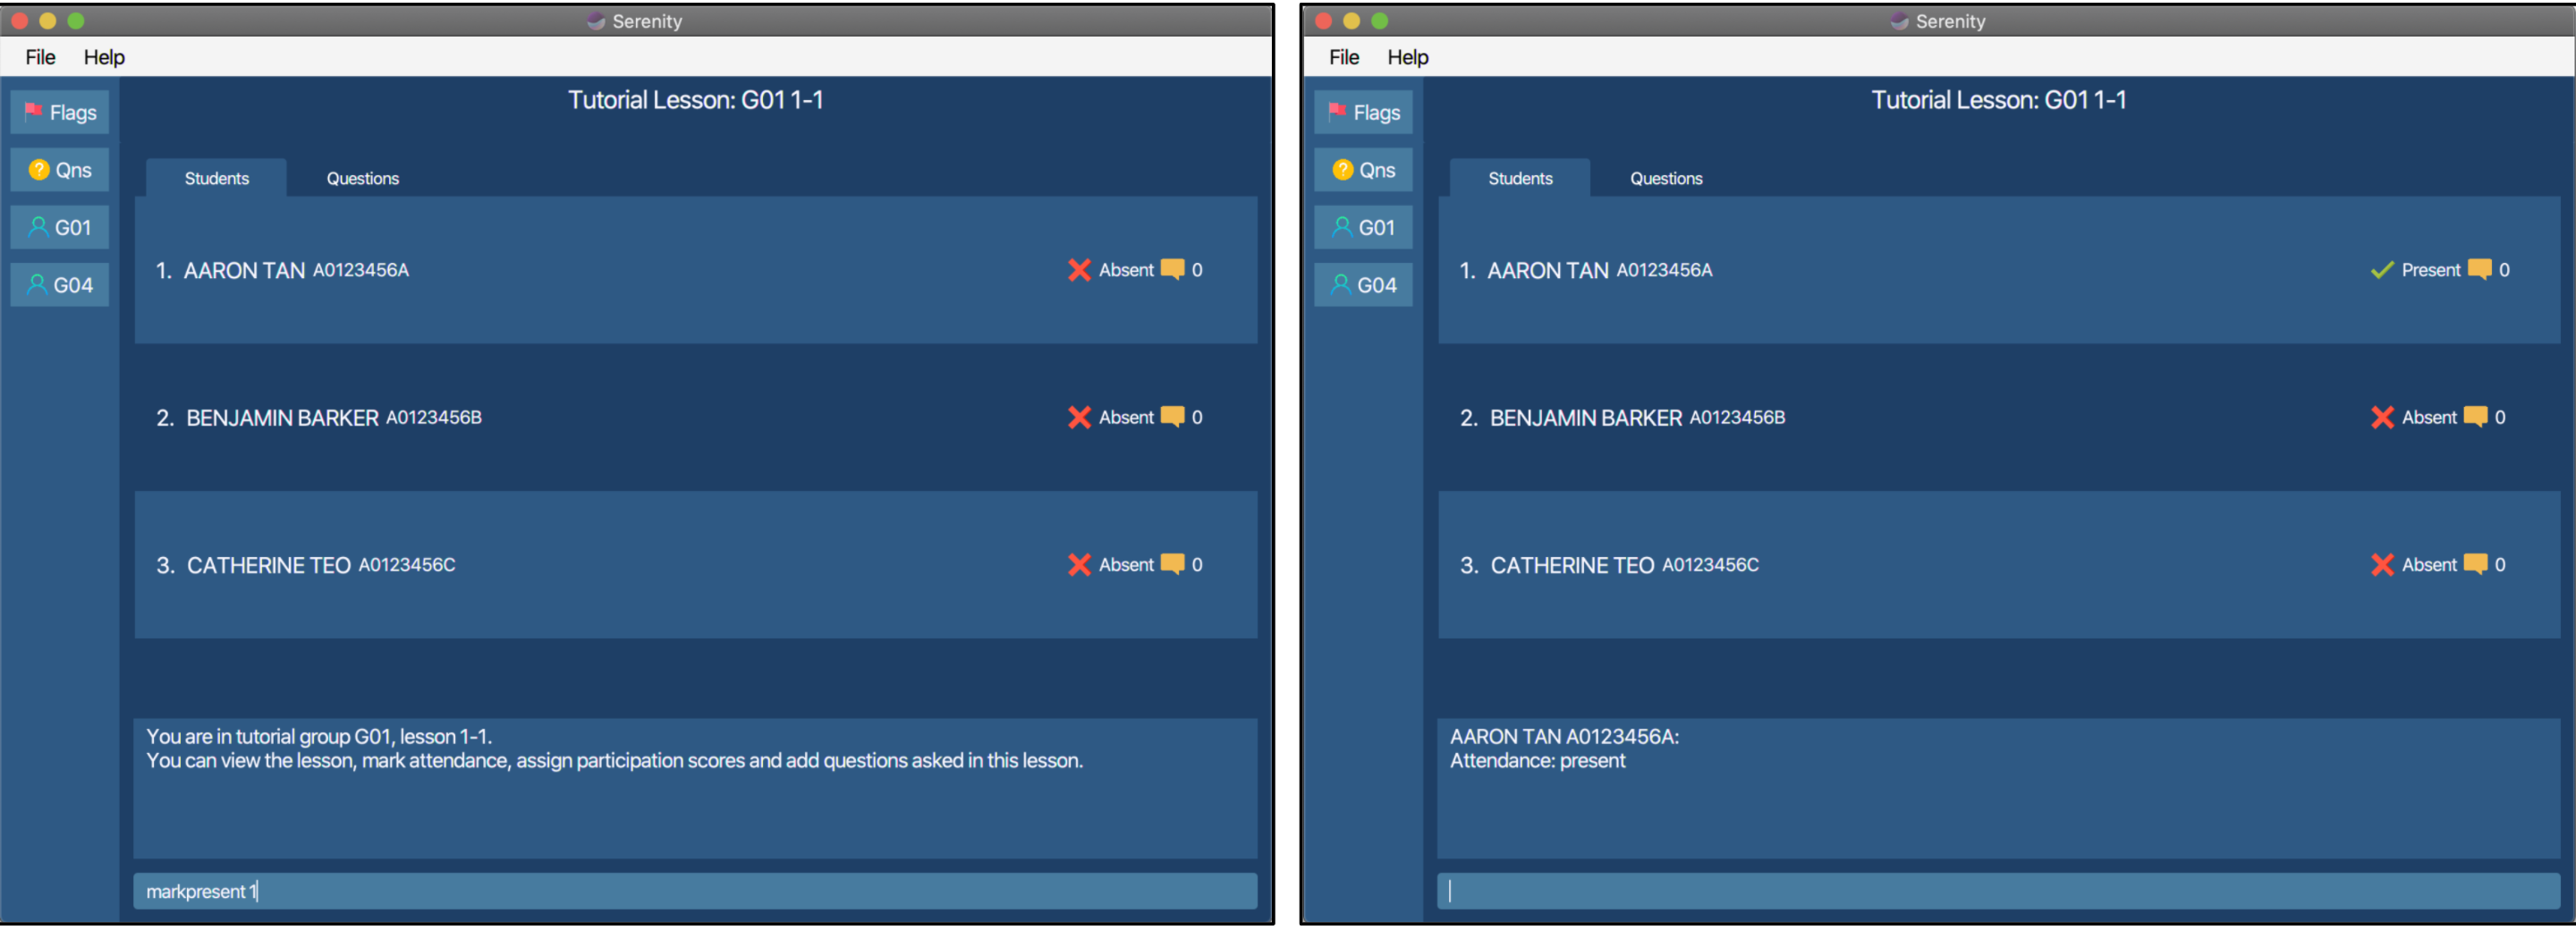 Serenity
File Help
Flags
Qns
G01
G04
Tutorial Lesson: G01 1-1
Students Questions
1. AARON TAN A0123456A Absent 0
2. BENJAMIN BARKER A0123456B Absent 0
3. CATHERINE TEO A0123456C Absent 0
You are in tutorial group G01, lesson 1-1.
You can view the lesson, mark attendance, assign participation scores and add questions asked in this lesson.
markpresent 1
Serenity
File Help
Flags
Qns
G01
G04
Tutorial Lesson: G01 1-1
Students Questions
1. AARON TAN A0123456A Present 0
2. BENJAMIN BARKER A0123456B Absent 0
3. CATHERINE TEO A0123456C Absent 0
AARON TAN A0123456A:
Attendance: present